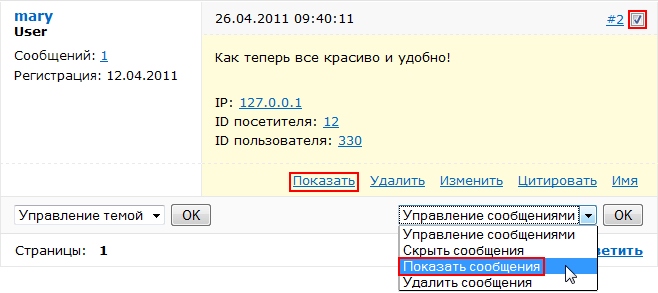 mary
User
Сообщений: 1
Регистрация: 12.04.2011
26.04.2011 09:40:11
#2
Как теперь все красиво и удобно!
IP: 127.0.0.1
ID посетителя: 12
ID пользователя: 330
Показать Удалить Изменить Цитировать Имя
Управление темой OK
Управление сообщениями OK
Управление сообщениями
Скрыть сообщения
Показать сообщения
Удалить сообщения
Страницы: 1
ветить